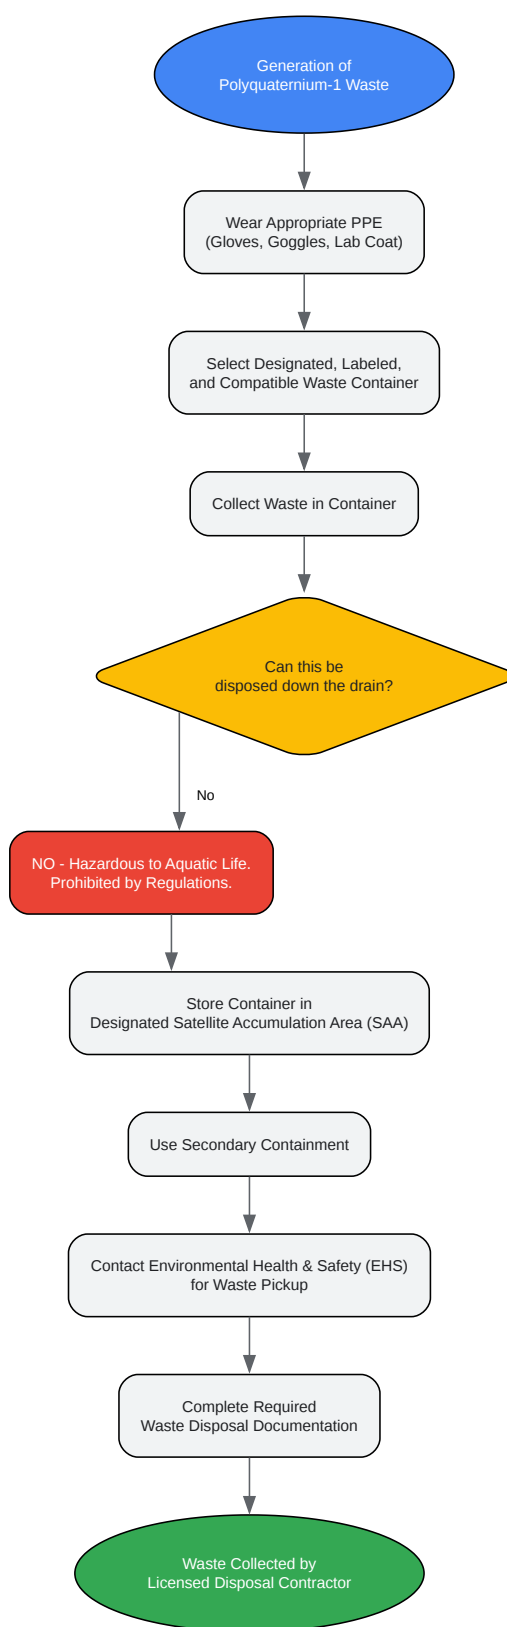 Generation of
Polyquaternium-1 Waste
Wear Appropriate PPE
(Gloves, Goggles, Lab Coat)
Select Designated, Labeled,
and Compatible Waste Container
Collect Waste in Container
Can this be
disposed down the drain?
No
NO - Hazardous to Aquatic Life.
Prohibited by Regulations.
Store Container in
Designated Satellite Accumulation Area (SAA)
Use Secondary Containment
Contact Environmental Health & Safety (EHS)
for Waste Pickup
Complete Required
Waste Disposal Documentation
Waste Collected by
Licensed Disposal Contractor